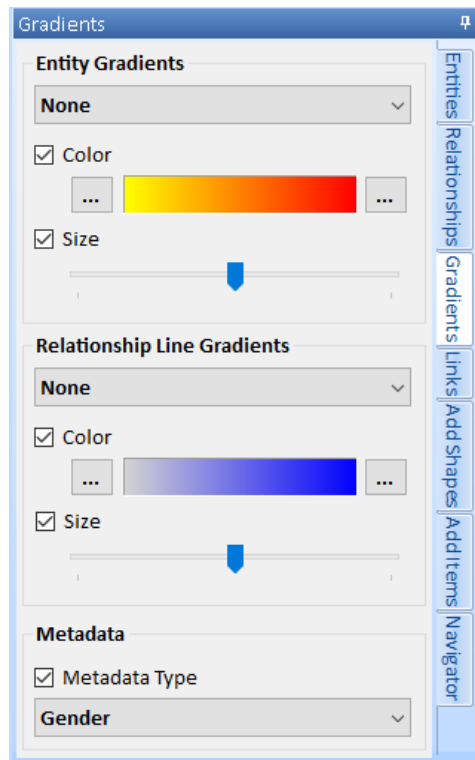 Gradients
Entity Gradients
None
Color
...
...
Size
Relationship Line Gradients
None
Color
...
...
Size
Metadata
Metadata Type
Gender
Entities
Relationships
Gradients
Links
Add Shapes
Add Items
Navigator